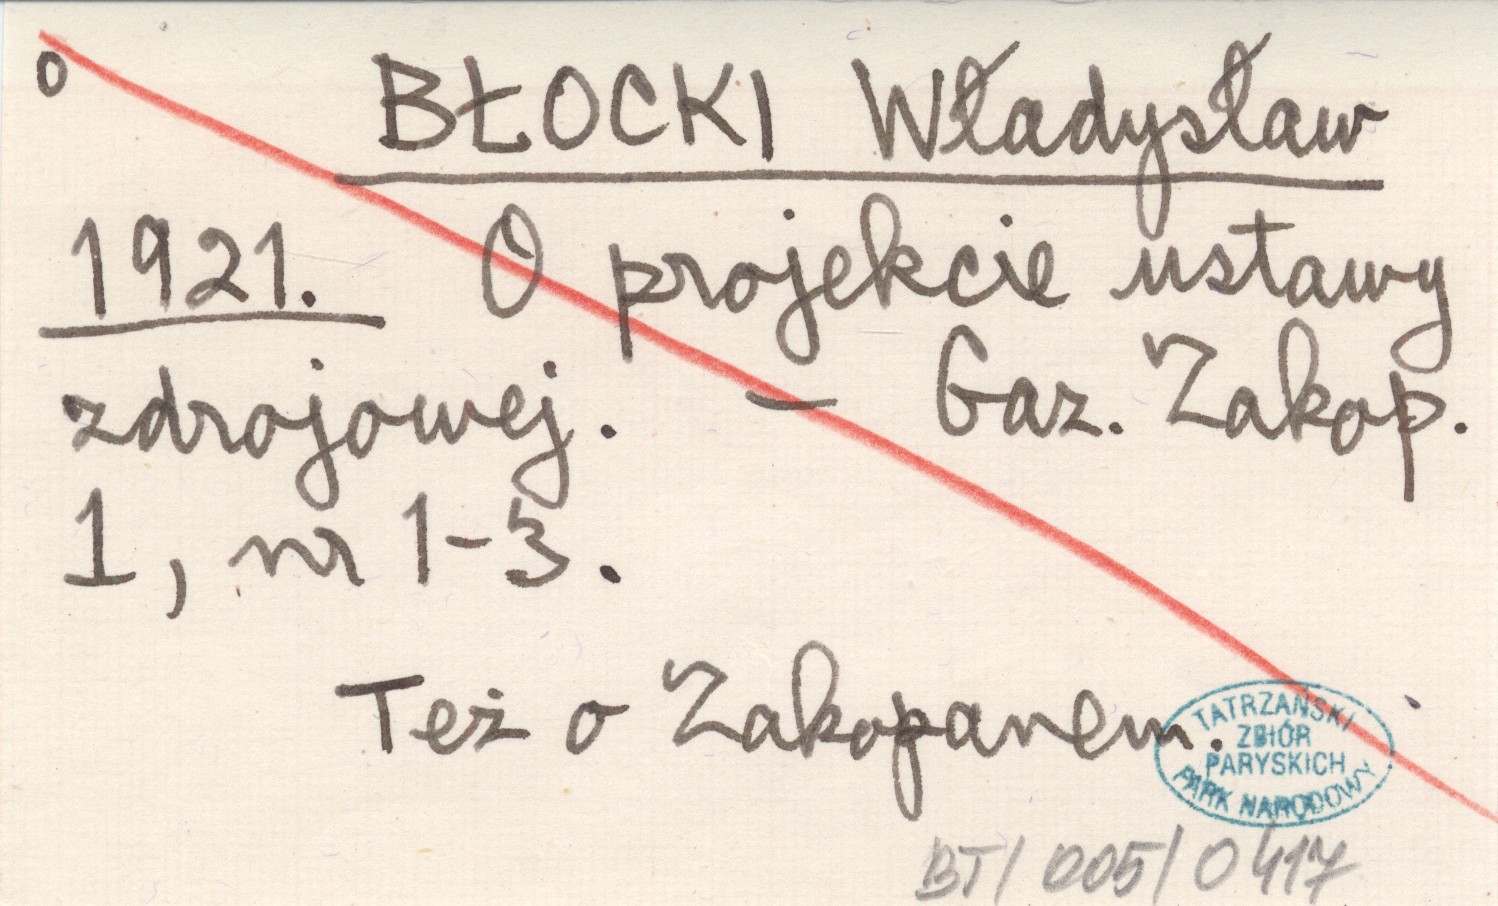 o
BŁOCKI Władysław
1921. O projekcie ustawy
zdrojowej. — Gaz. Zakop.
1, nr 1-3.
Też o Zakopanem.
TATRZAŃSKI
ZBIÓR
PARYSKICH
PARK NARODOWY
BT/005/0417